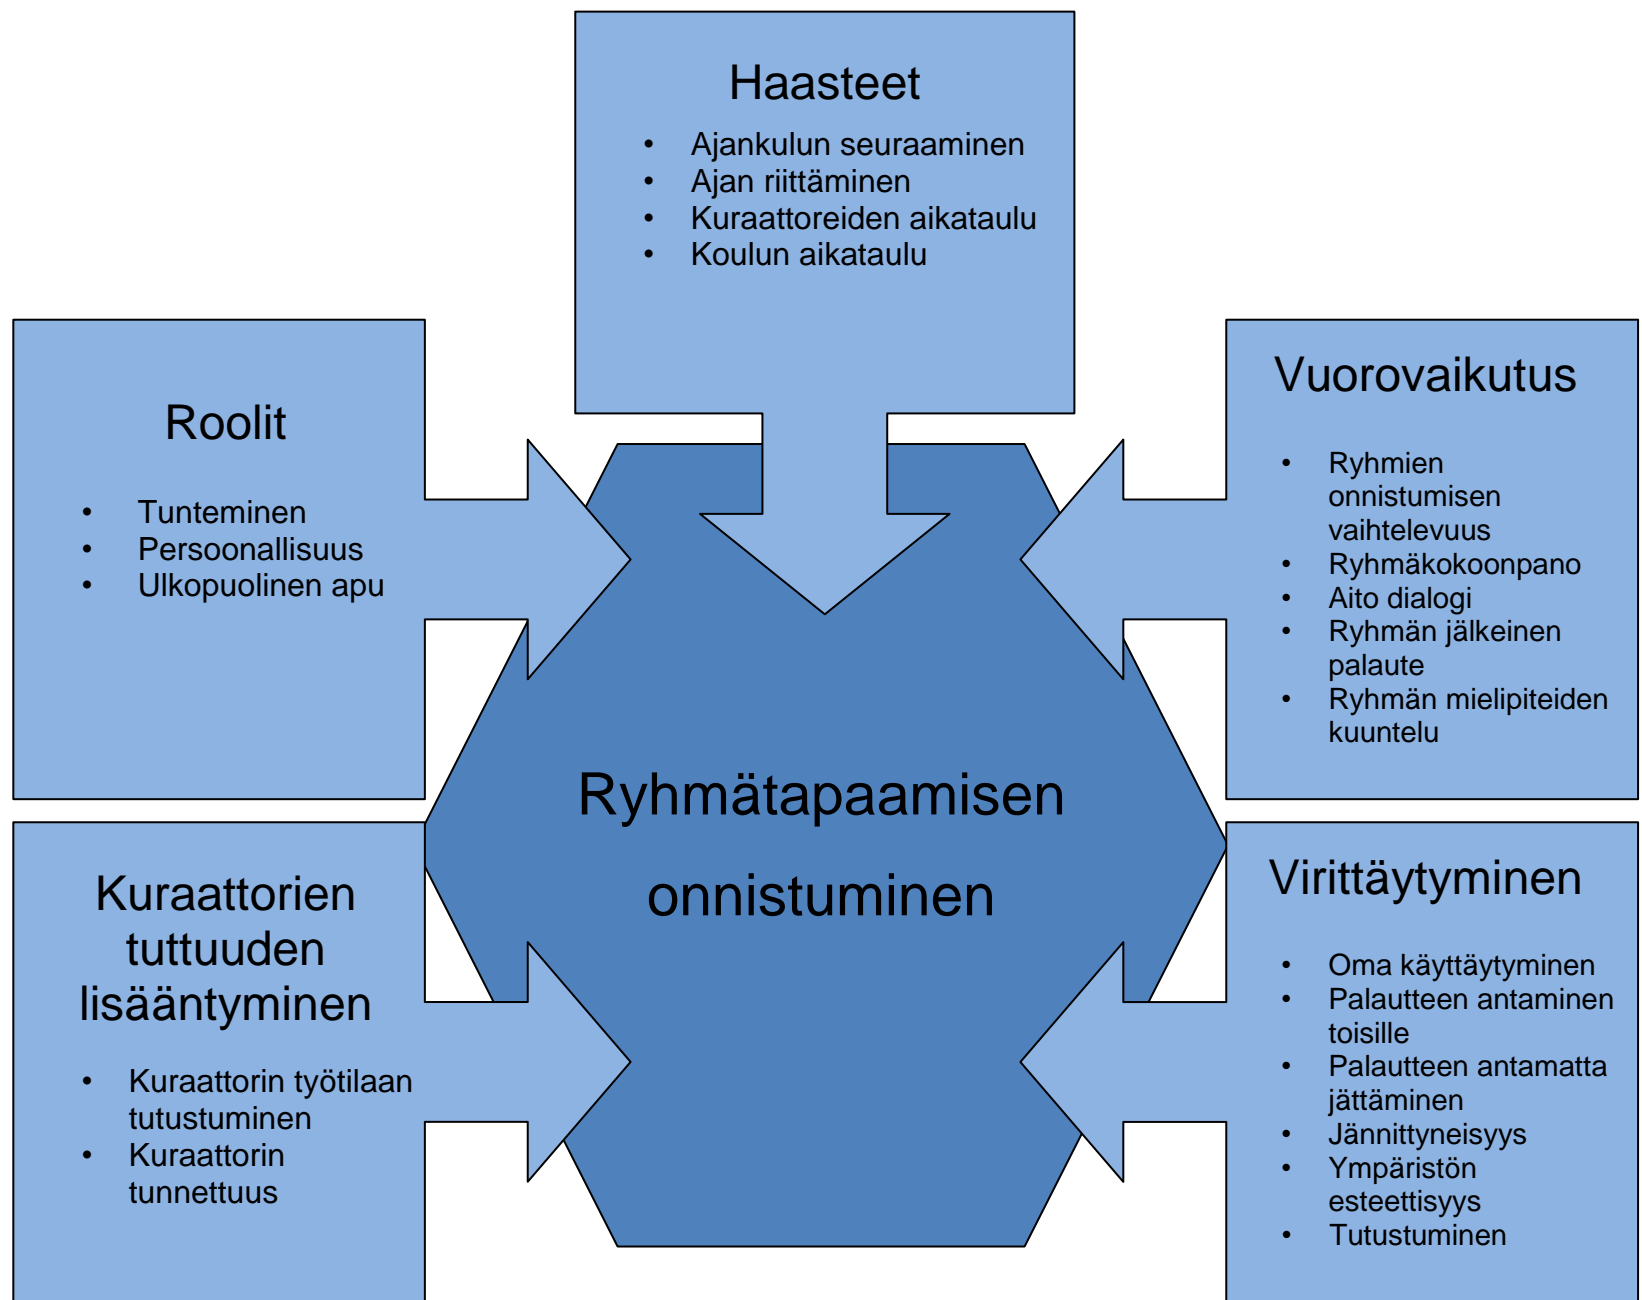 Haasteet
• Ajankulun seuraaminen
• Ajan riittäminen
• Kuraattoreiden aikataulu
• Koulun aikataulu
Roolit
• Tunteminen
• Persoonallisuus
• Ulkopuolinen apu
Vuorovaikutus
• Ryhmien
onnistumisen
vaihtelevuus
• Ryhmäkokoonpano
• Aito dialogi
• Ryhmän jälkeinen
palaute
• Ryhmän mielipiteiden
kuuntelu
Ryhmätapaamisen
onnistuminen
Kuraattorien
tuttuuden
lisääntyminen
• Kuraattorin työtilaan
tutustuminen
• Kuraattorin
tunnettuus
Virittäytyminen
• Oma käyttäytyminen
• Palautteen antaminen
toisille
• Palautteen antamatta
jättäminen
• Jännittyneisyys
• Ympäristön
esteettisyys
• Tutustuminen